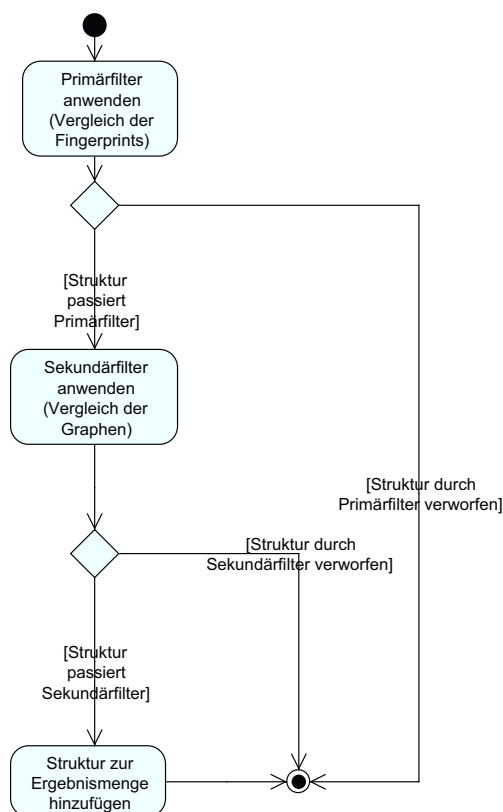 Primärfilter
anwenden
(Vergleich der
Fingerprints)
[Struktur
passiert
Primärfilter]
Sekundärfilter
anwenden
(Vergleich der
Graphen)
[Struktur durch
Primärfilter verworfen]
[Struktur durch
Sekundärfilter verworfen]
[Struktur
passiert
Sekundärfilter]
Struktur zur
Ergebnismenge
hinzufügen